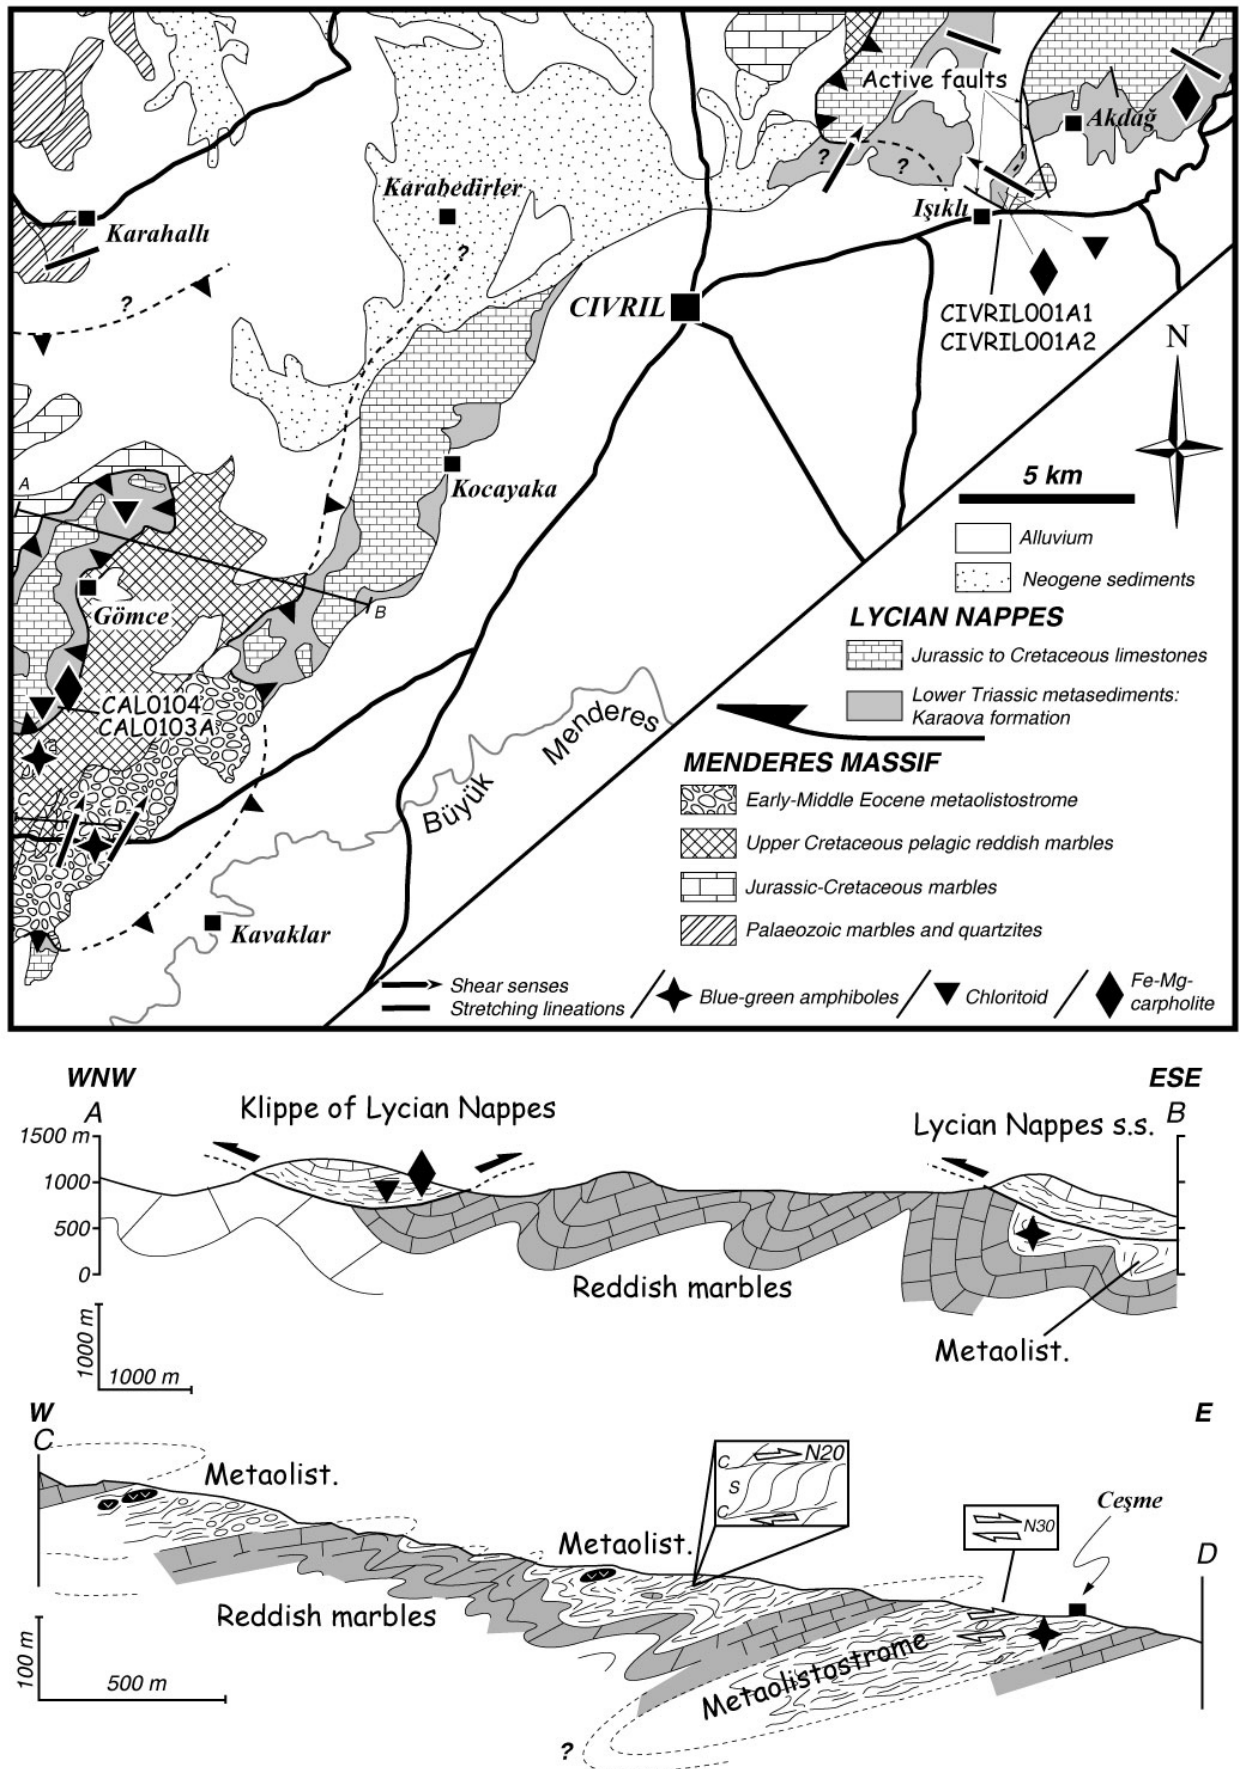 Active faults
Akdağ
?
?
Karabedirler
Işıklı
Karahallı
?
?
CIVRIL
CIVRIL001A1
CIVRIL001A2
N
A
Kocayaka
5 km
Alluvium
Neogene sediments
Gömce
B
LYCIAN NAPPES
Jurassic to Cretaceous limestones
Lower Triassic metasediments:
Karaova formation
CAL0104
CAL0103A
Büyük Menderes
MENDERES MASSIF
C
D
Early-Middle Eocene metaolistostrome
Upper Cretaceous pelagic reddish marbles
Jurassic-Cretaceous marbles
Kavaklar
Palaeozoic marbles and quartzites
Shear senses
Stretching lineations
Blue-green amphiboles
Chloritoid
Fe-Mg-
carpholite
WNW
ESE
A
Klippe of Lycian Nappes
Lycian Nappes s.s.
B
1500 m
1000
500
0
Reddish marbles
Metaolist.
1000 m
1000 m
W
E
C
Metaolist.
C
N20
S
C
Ceşme
Metaolist.
N30
D
Reddish marbles
Metaolistostrome
100 m
500 m
?